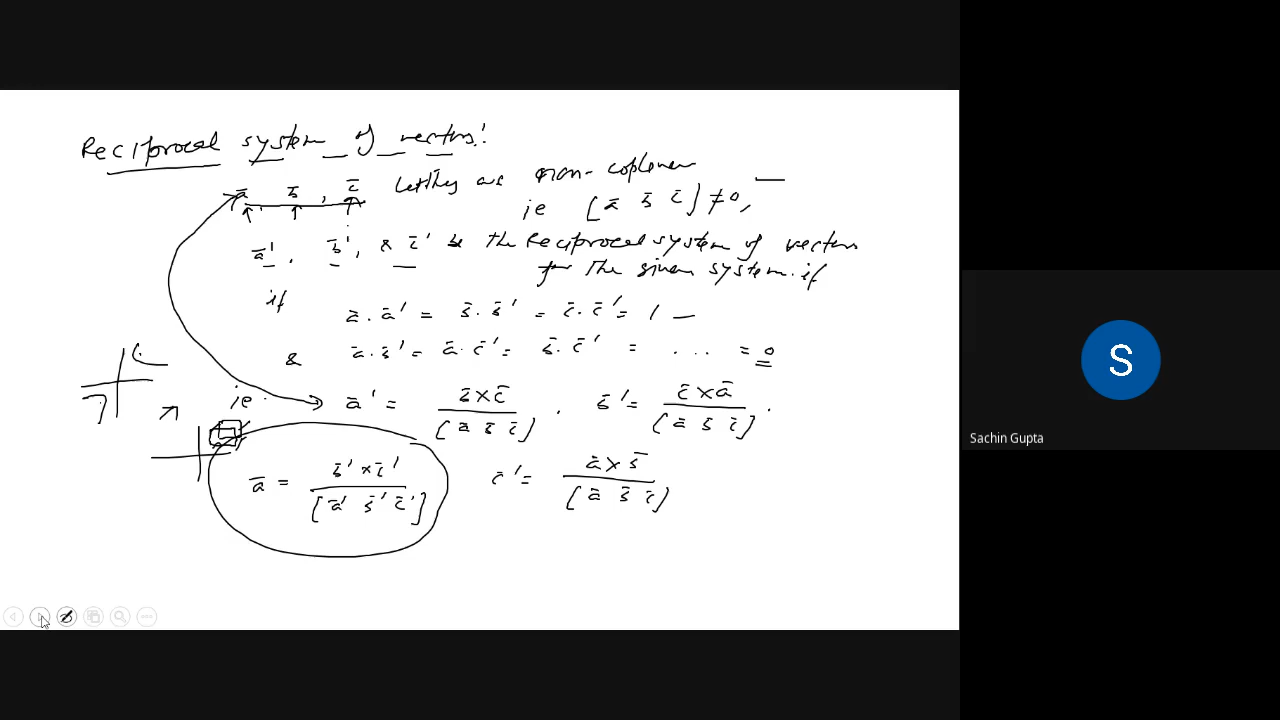 Reciprocal system of vectors!
ā b̄, c̄ let they are non-coplanar
ie [ā b̄ c̄] ≠ 0,
ā', b̄', & c̄' be the Reciprocal system of vectors
for the given system. if
if ā.ā' = b̄.b̄' = c̄.c̄' = 1
& ā.b̄' = ā.c̄' = b̄.c̄' = ... = 0
ie ā' = b̄×c̄/[ā b̄ c̄]. b̄' = c̄×ā/[ā b̄ c̄].
ā = b̄'×c̄'/[ā' b̄' c̄'] c̄' = ā×b̄/[ā b̄ c̄]
S
Sachin Gupta